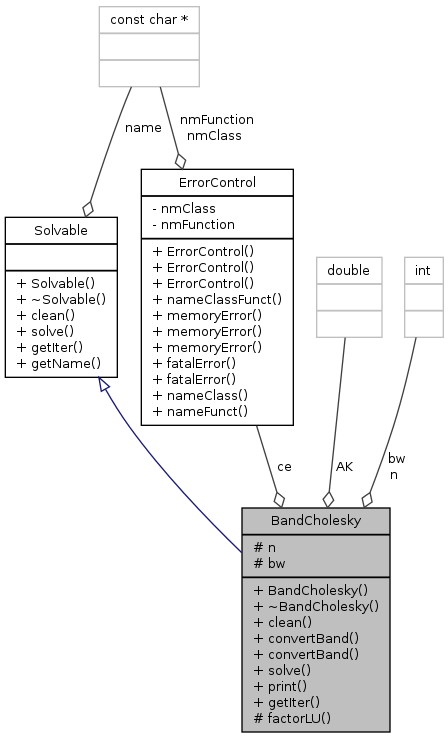 const char *
name
nmFunction
nmClass
ErrorControl
- nmClass
- nmFunction
+ ErrorControl()
+ ErrorControl()
+ ErrorControl()
+ nameClassFunct()
+ memoryError()
+ memoryError()
+ memoryError()
+ fatalError()
+ fatalError()
+ nameClass()
+ nameFunct()
Solvable
+ Solvable()
+ ~Solvable()
+ clean()
+ solve()
+ getIter()
+ getName()
double
int
ce
AK
bw
n
BandCholesky
# n
# bw
+ BandCholesky()
+ ~BandCholesky()
+ clean()
+ convertBand()
+ convertBand()
+ solve()
+ print()
+ getIter()
# factorLU()